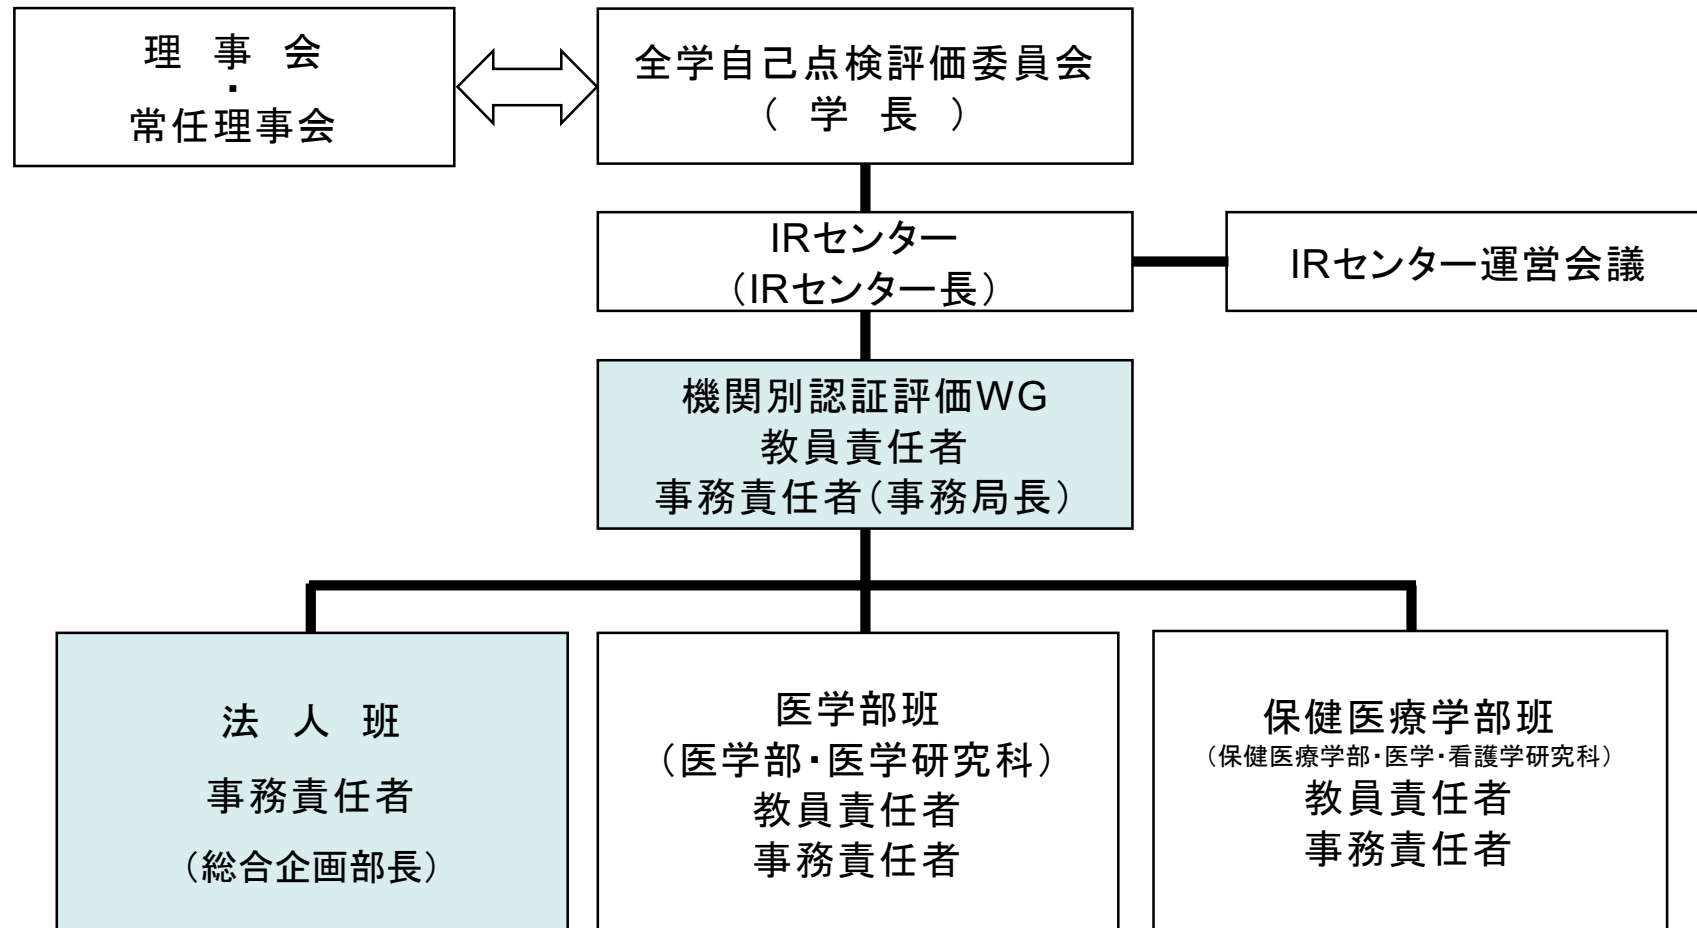 理 事 会
・
常任理事会
全学自己点検評価委員会
( 学 長 )
IRセンター
(IRセンター長)
IRセンター運営会議
機関別認証評価WG
教員責任者
事務責任者(事務局長)
法 人 班
事務責任者
(総合企画部長)
医学部班
(医学部・医学研究科)
教員責任者
事務責任者
保健医療学部班
(保健医療学部・医学・看護学研究科)
教員責任者
事務責任者